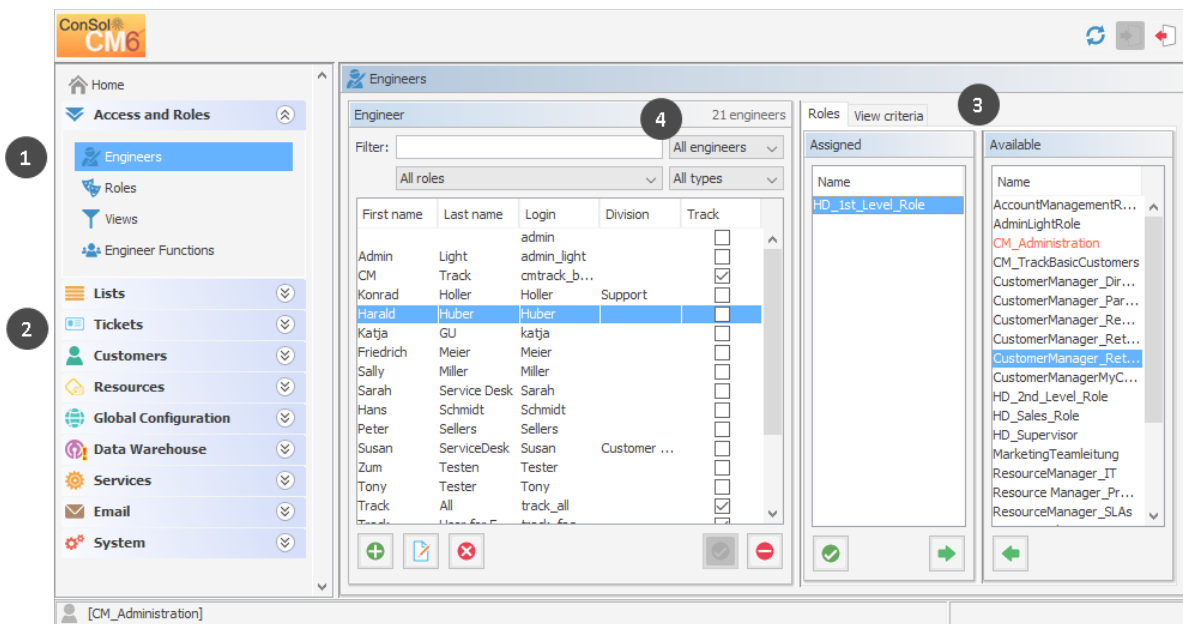 ConSol
CM6
Home
Access and Roles
1
Engineers
Roles
Views
Engineer Functions
Lists
2
Tickets
Customers
Resources
Global Configuration
Data Warehouse
Services
Email
System
Engineers
Engineer 4 21 engineers
Filter: All engineers
All roles All types
First name Last name Login Division Track
admin
Admin Light admin_light
CM Track cmtrack_b...
Konrad Holler Holler Support
Harald Huber Huber
Katja GU katja
Friedrich Meier Meier
Sally Miller Miller
Sarah Service Desk Sarah
Hans Schmidt Schmidt
Peter Sellers Sellers
Susan ServiceDesk Susan Customer ...
Zum Testen Tester
Tony Tester Tony
Track All track_all
Roles View criteria 3
Assigned
Name
HD_1st_Level_Role
Available
Name
AccountManagementR...
AdminLightRole
CM_Administration
CM_TrackBasicCustomers
CustomerManager_Dir...
CustomerManager_Par...
CustomerManager_Re...
CustomerManager_Ret...
CustomerManager_Ret...
CustomerManagerMyC...
HD_2nd_Level_Role
HD_Sales_Role
HD_Supervisor
MarketingTeamleitung
ResourceManager_IT
Resource Manager_Pr...
ResourceManager_SLAs
[CM_Administration]